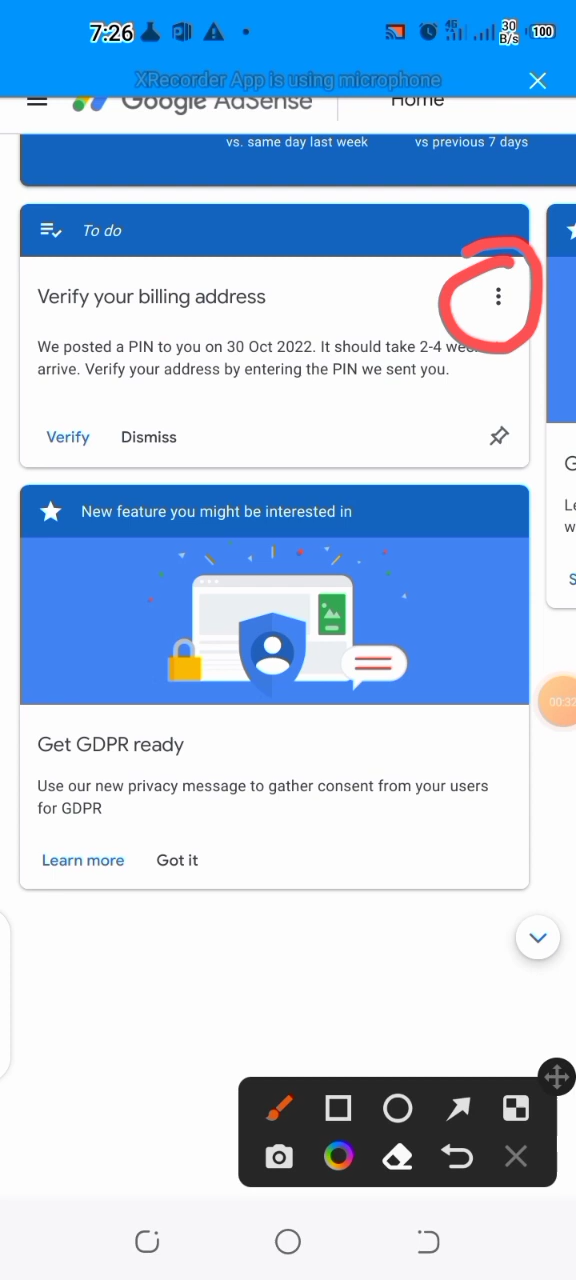 7:26
45
30
B/s
100
XRecorder App is using microphone
Google AdSense
Home
vs. same day last week
vs previous 7 days
To do
Verify your billing address
We posted a PIN to you on 30 Oct 2022. It should take 2-4
arrive. Verify your address by entering the PIN we sent you.
Verify Dismiss
New feature you might be interested in
Get GDPR ready
Use our new privacy message to gather consent from your users
for GDPR
Learn more Got it